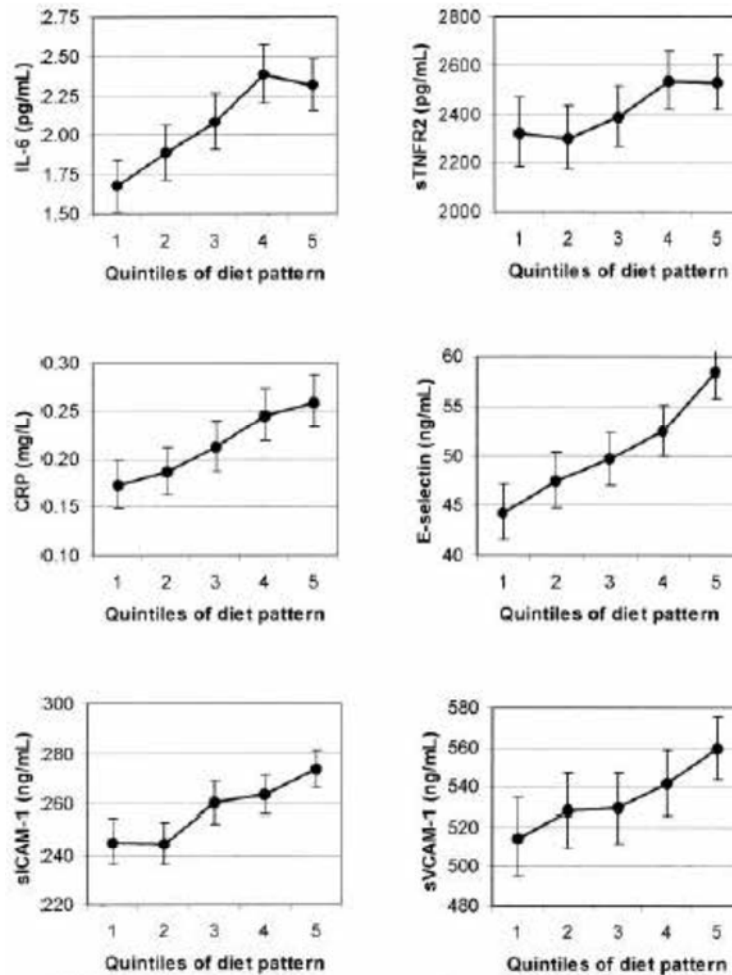 IL-6 (pg/mL)
2.75
2.50
2.25
2.00
1.75
1.50
1 2 3 4 5
Quintiles of diet pattern
sTNFR2 (pg/mL)
2800
2600
2400
2200
2000
1 2 3 4 5
Quintiles of diet pattern
CRP (mg/L)
0.30
0.25
0.20
0.15
0.10
1 2 3 4 5
Quintiles of diet pattern
E-selectin (ng/mL)
60
55
50
45
40
1 2 3 4 5
Quintiles of diet pattern
sICAM-1 (ng/mL)
300
280
260
240
220
1 2 3 4 5
Quintiles of diet pattern
sVCAM-1 (ng/mL)
580
560
540
520
500
480
1 2 3 4 5
Quintiles of diet pattern